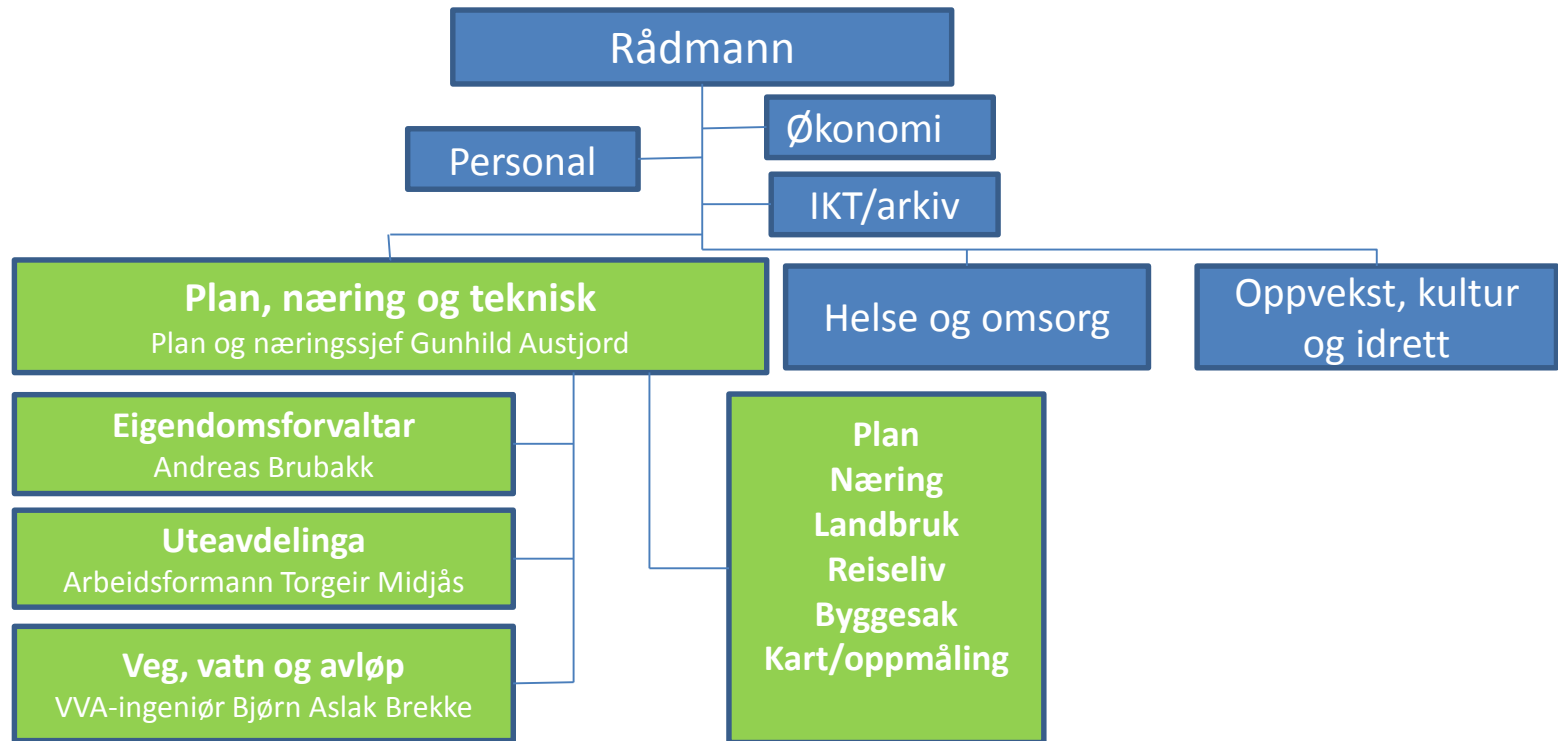 Rådmann
Økonomi
Personal
IKT/arkiv
Plan, næring og teknisk
Plan og næringssjef Gunhild Austjord
Helse og omsorg
Oppvekst, kultur
og idrett
Eigendomsforvaltar
Andreas Brubakk
Uteavdelinga
Arbeidsformann Torgeir Midjås
Veg, vatn og avløp
VVA-ingeniør Bjørn Aslak Brekke
Plan
Næring
Landbruk
Reiseliv
Byggesak
Kart/oppmåling